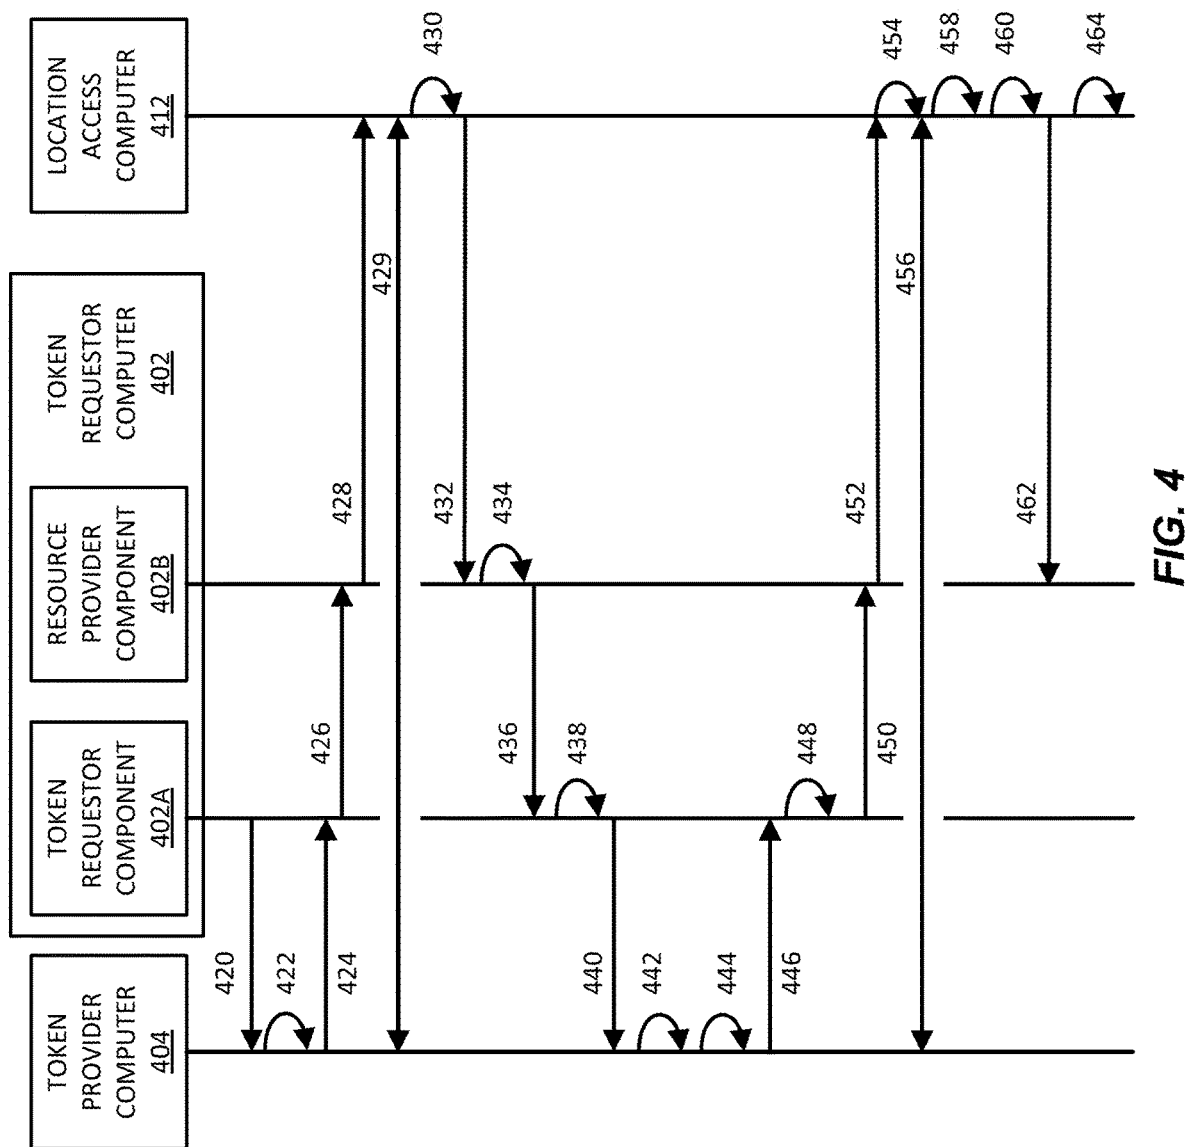 TOKEN
PROVIDER
COMPUTER
404
TOKEN
REQUESTOR
COMPONENT
402A
RESOURCE
PROVIDER
COMPONENT
402B
TOKEN
REQUESTOR
COMPUTER
402
LOCATION
ACCESS
COMPUTER
412
420
422
424
426
428
429
430
432
434
436
438
440
442
444
446
448
450
452
454
456
458
460
462
464
FIG. 4